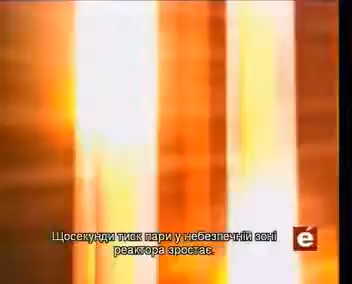 Щосекунди тиск пари у небезпечній зоні
реактора зростає.
é